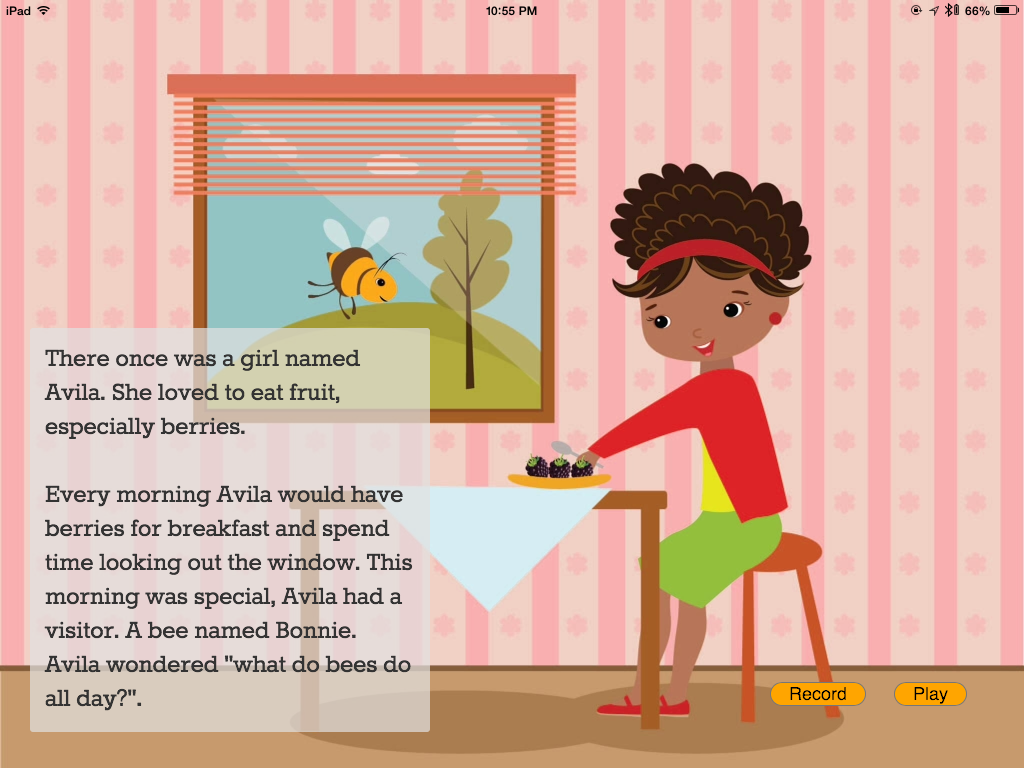 iPad 10:55 PM 66%
There once was a girl named
Avila. She loved to eat fruit,
especially berries.
Every morning Avila would have
berries for breakfast and spend
time looking out the window. This
morning was special, Avila had a
visitor. A bee named Bonnie.
Avila wondered "what do bees do
all day?".
Record Play